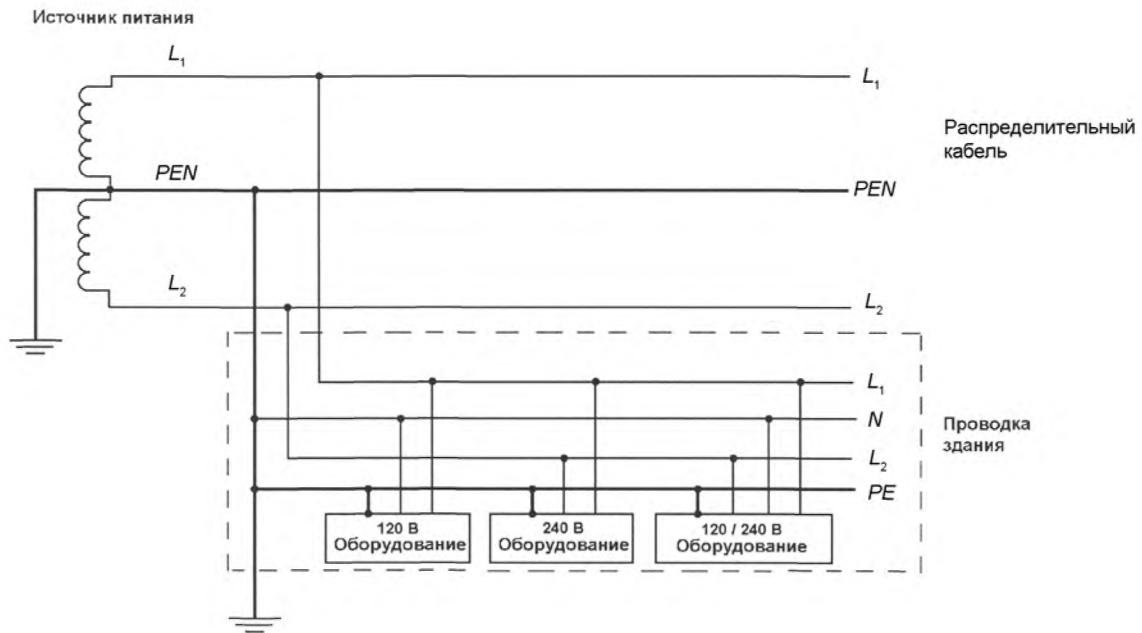 Источник питания
L₁
L₁
Распределительный
кабель
PEN
PEN
L₂
L₂
L₁
N
Проводка
здания
L₂
PE
120 В
Оборудование
240 В
Оборудование
120 / 240 В
Оборудование